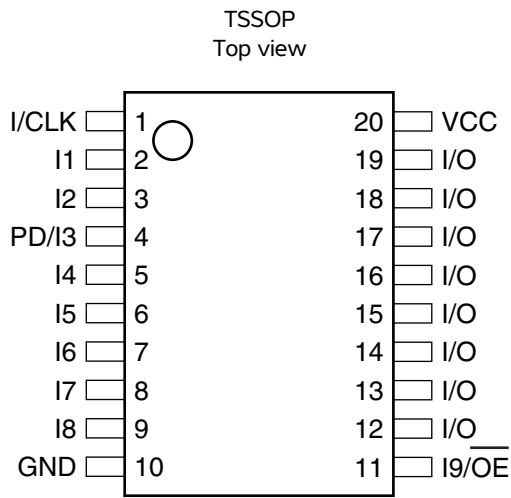 TSSOP
Top view
I/CLK 1 20 VCC
I1 2 19 I/O
I2 3 18 I/O
PD/I3 4 17 I/O
I4 5 16 I/O
I5 6 15 I/O
I6 7 14 I/O
I7 8 13 I/O
I8 9 12 I/O
GND 10 11 I9/O̅E̅